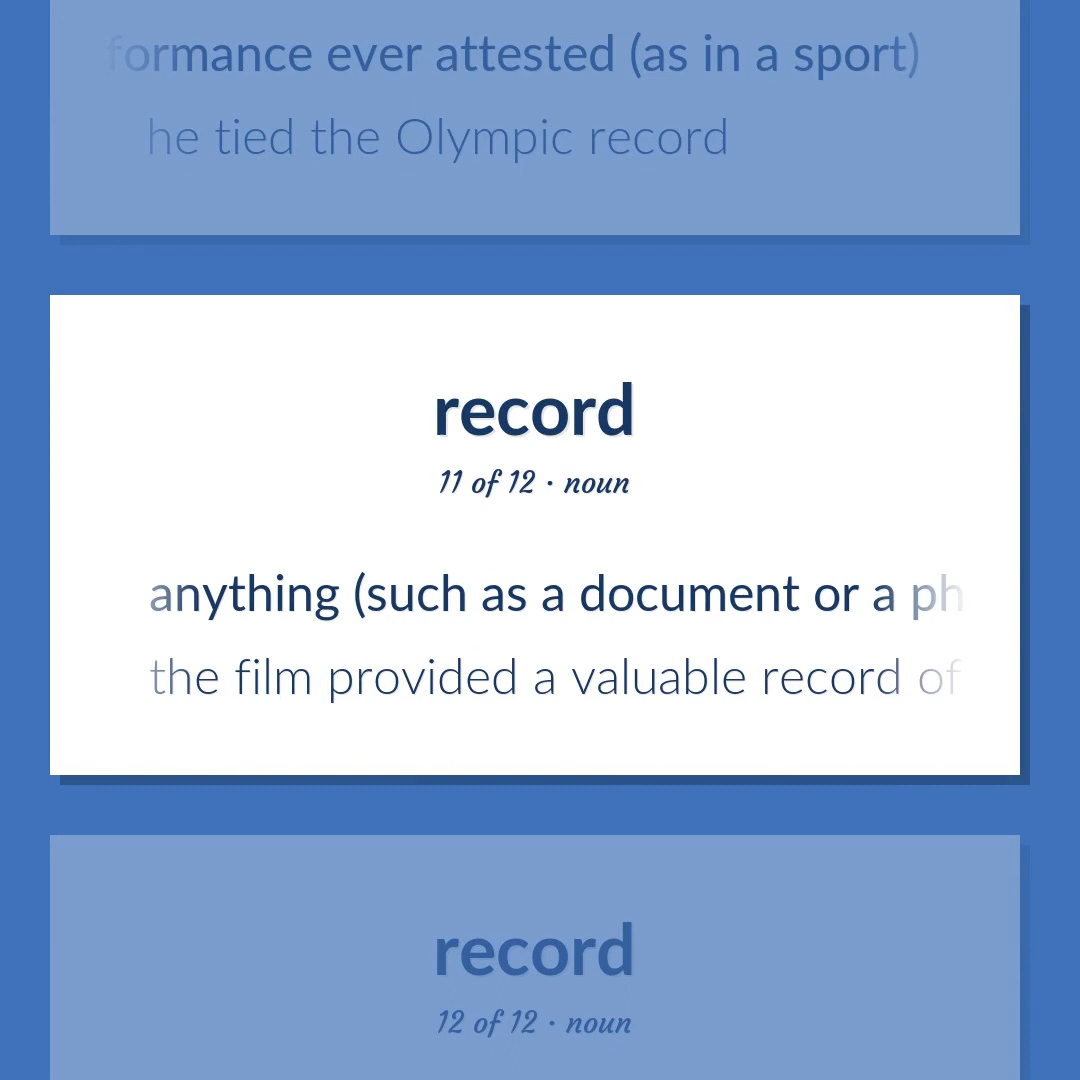 formance ever attested (as in a sport)
he tied the Olympic record
record
11 of 12 · noun
anything (such as a document or a ph
the film provided a valuable record of
record
12 of 12 · noun